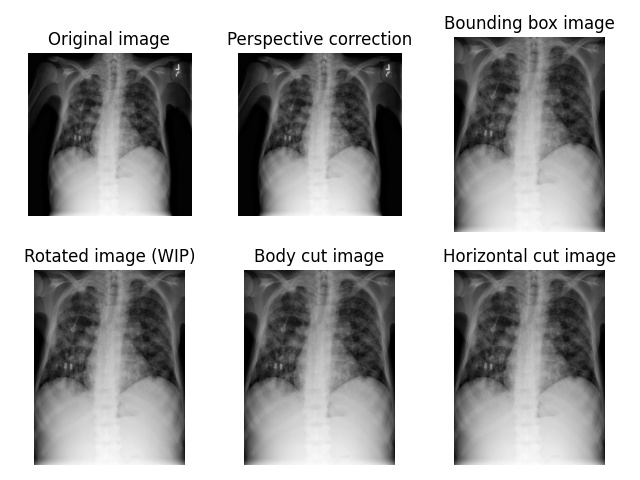 Original image
Perspective correction
Bounding box image
Rotated image (WIP)
Body cut image
Horizontal cut image